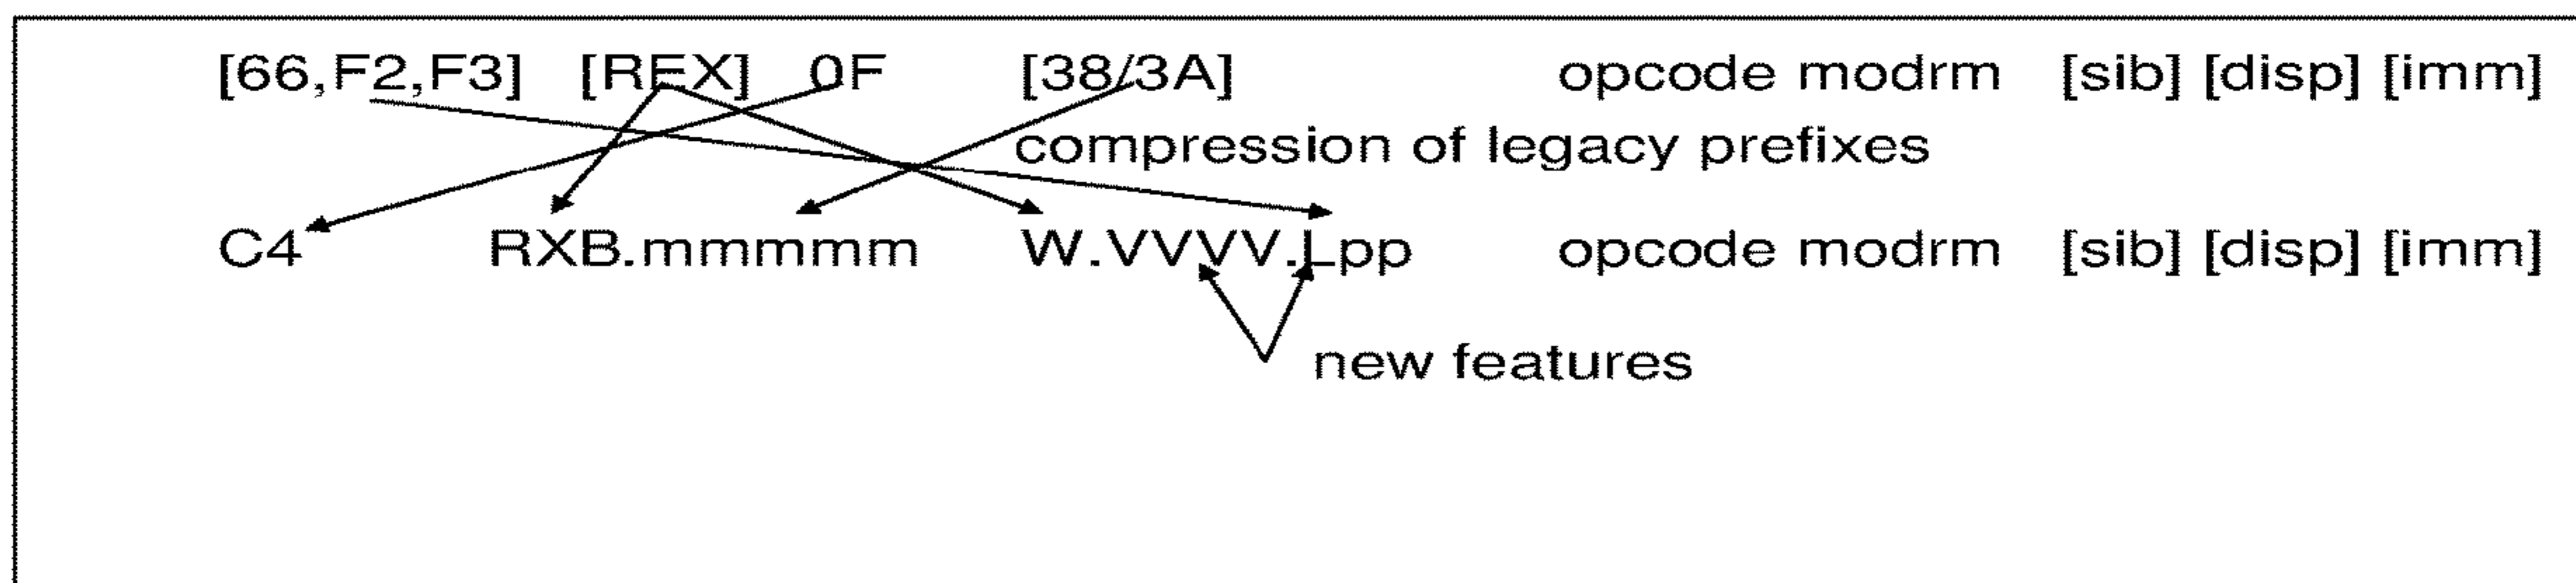 [66,F2,F3] [REX] 0F [38/3A] opcode modrm [sib] [disp] [imm]
compression of legacy prefixes
C4 RXB.mmmmm W.VVVV.Lpp opcode modrm [sib] [disp] [imm]
new features